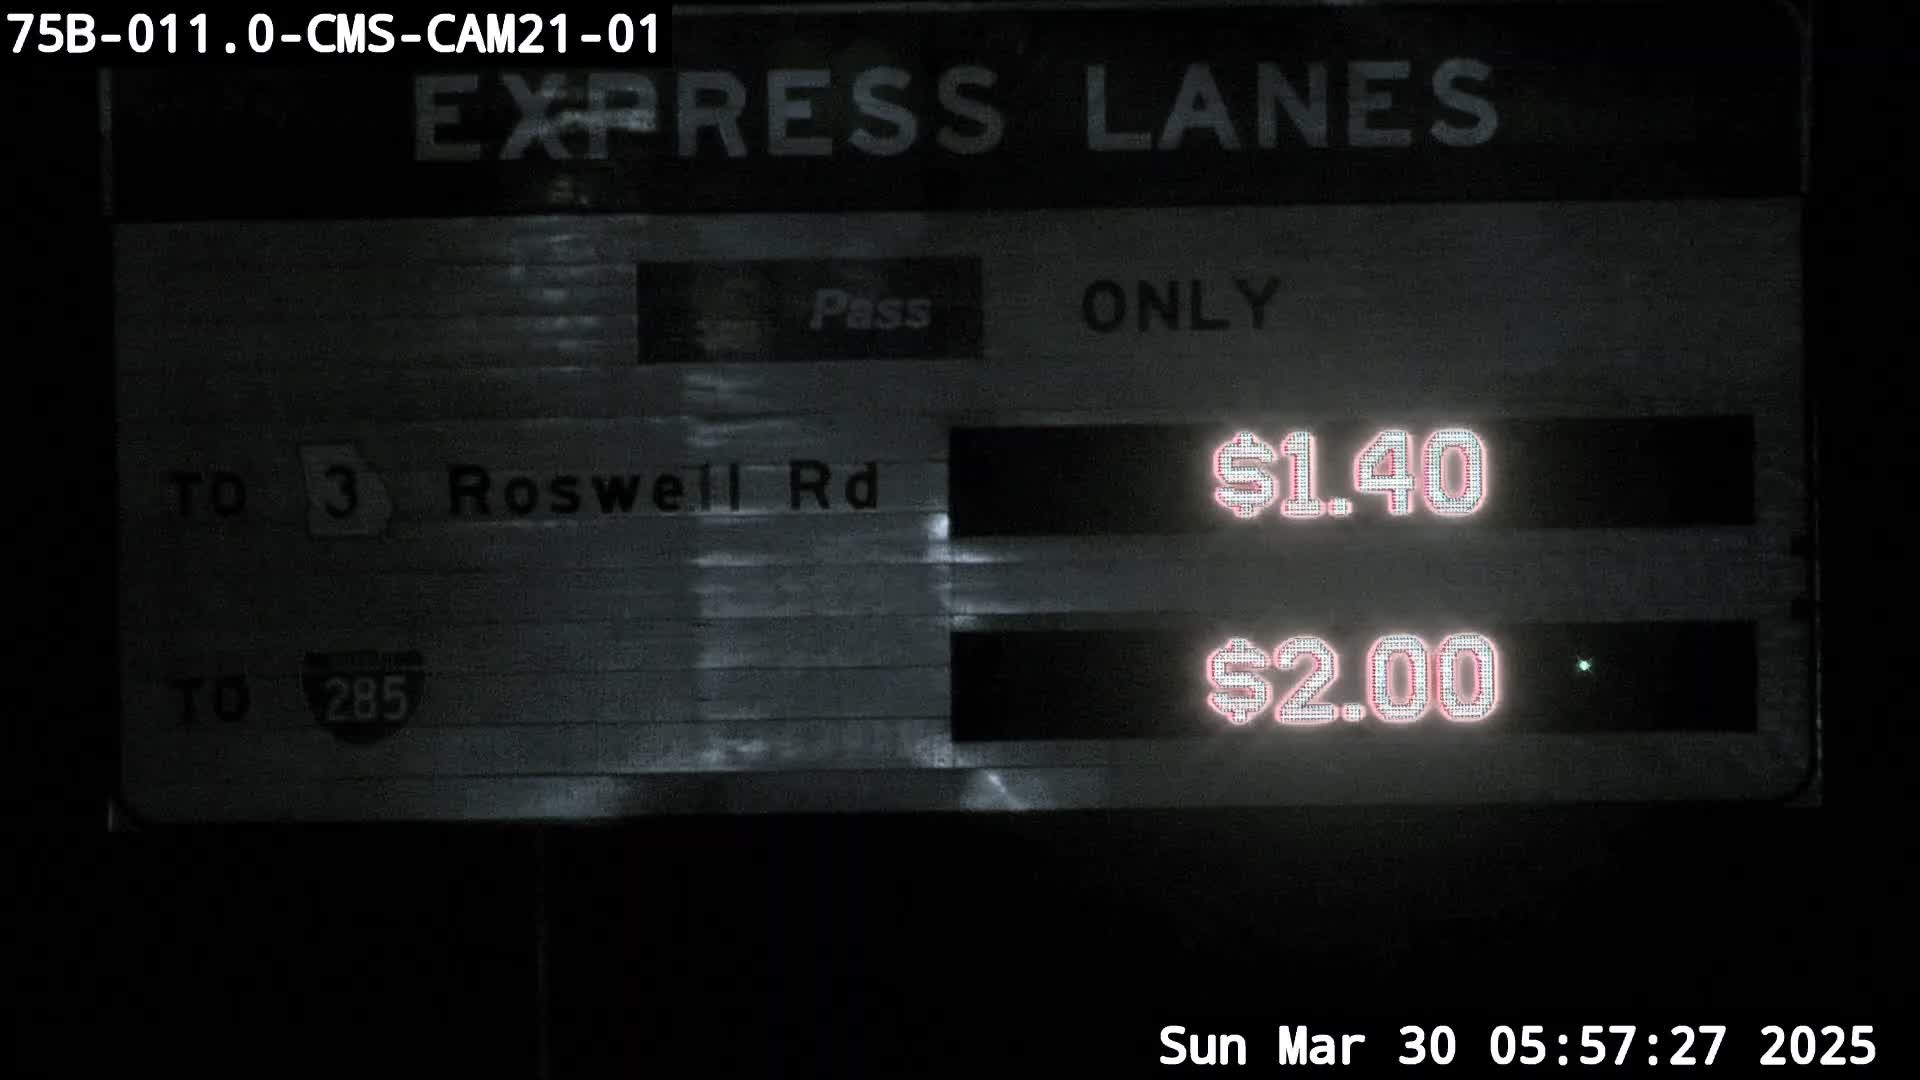 75B-011.0-CMS-CAM21-01
EXPRESS LANES
Pass ONLY
TO 3 Roswell Rd $1.40
TO 285 $2.00
Sun Mar 30 05:57:27 2025